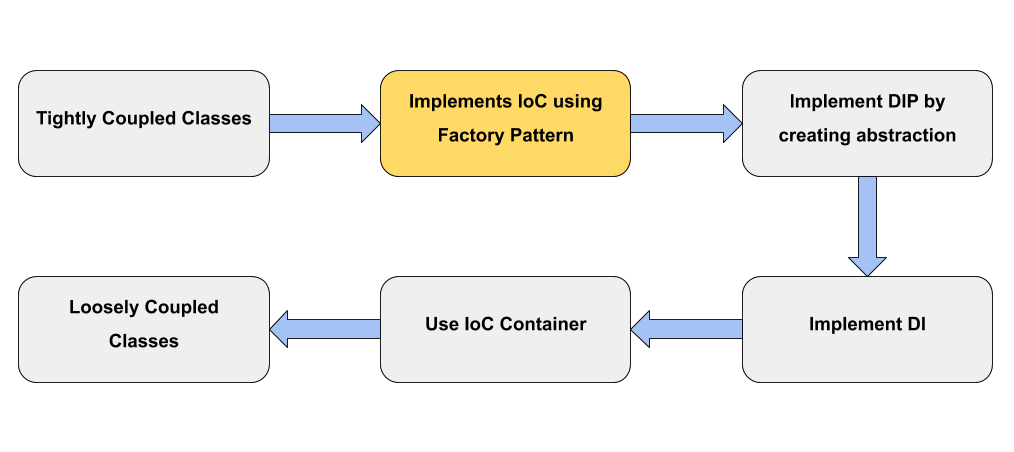 Tightly Coupled Classes
Implements IoC using
Factory Pattern
Implement DIP by
creating abstraction
Loosely Coupled
Classes
Use IoC Container
Implement DI